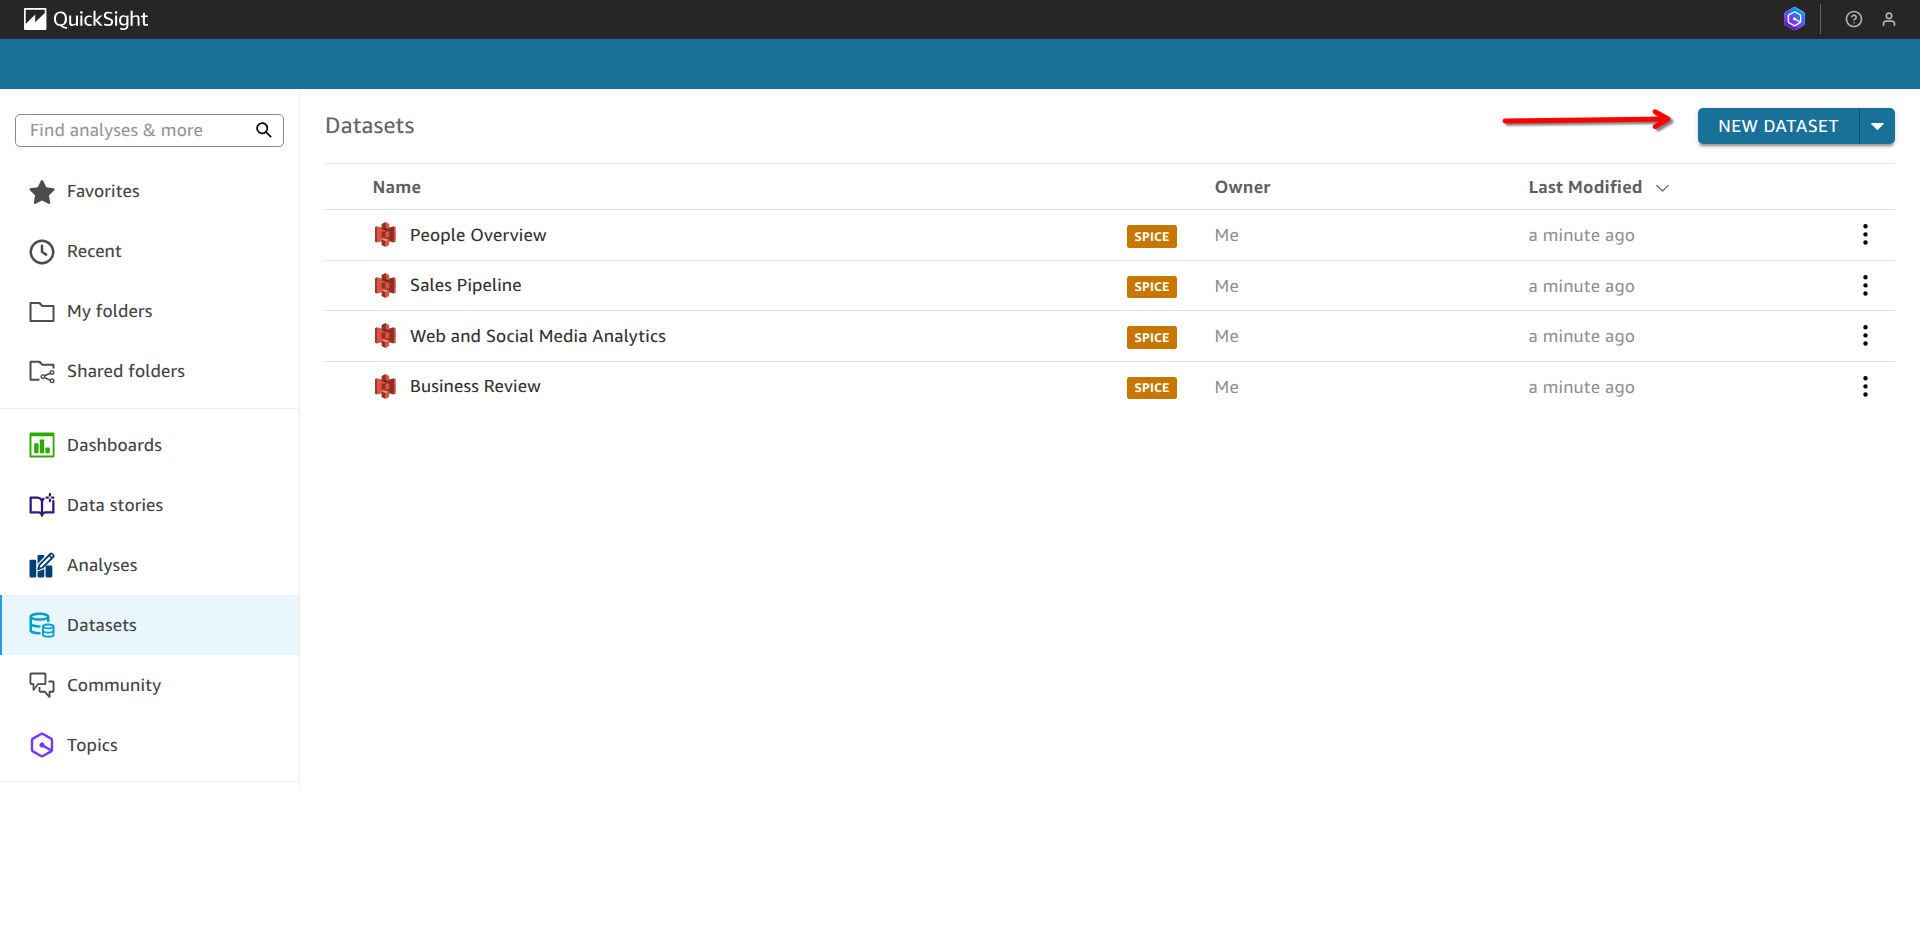 QuickSight
Find analyses & more
Favorites
Recent
My folders
Shared folders
Dashboards
Data stories
Analyses
Datasets
Community
Topics
Datasets
NEW DATASET
Name Owner Last Modified
People Overview SPICE Me a minute ago
Sales Pipeline SPICE Me a minute ago
Web and Social Media Analytics SPICE Me a minute ago
Business Review SPICE Me a minute ago